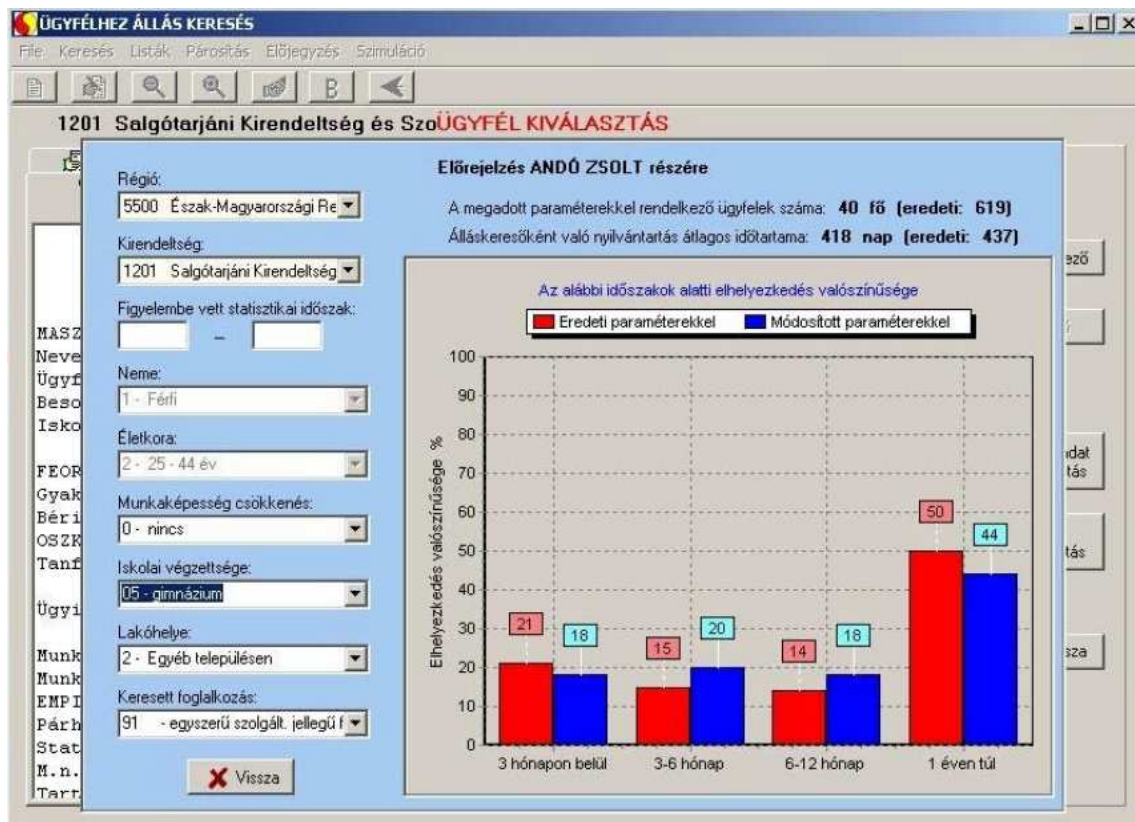 ÜGYFÉLHEZ ÁLLÁS KERESÉS
File Keresés Listák Párosítás Előjegyzés Szimuláció
B
1201 Salgótarjáni Kirendeltség és Szo ÜGYFÉL KIVÁLASZTÁS
Előrejelzés ANDÓ ZSOLT részére
A megadott paraméterekkel rendelkező ügyfelek száma: 40 fő (eredeti: 619)
Álláskeresőként való nyilvántartás átlagos időtartama: 418 nap (eredeti: 437)
Régió:
5500 Észak-Magyarországi Re
Kirendeltség:
1201 Salgótarjáni Kirendeltség
Figyelembe vett statisztikai időszak:
–
Neme:
1 - Férfi
Életkora:
2 - 25 - 44 év
Munkaképesség csökkenés:
0 - nincs
Iskolai végzettsége:
05 - gimnázium
Lakóhelye:
2 - Egyéb településen
Keresett foglalkozás:
91 - egyszerű szolgált. jellegű f
Vissza
Az alábbi időszakok alatti elhelyezkedés valószínűsége
Eredeti paraméterekkel Módosított paraméterekkel
Elhelyezkedés valószínűsége %
100
90
80
70
60
50
40
30
20
10
0
21 18 15 20 14 18 50 44
3 hónapon belül 3-6 hónap 6-12 hónap 1 éven túl
MASZ
Neve
Ügyf
Beso
Isko
FEOR
Gyak
Béri
OSZK
Tanf
Ügyi
Munk
Munk
EMPI
Párh
Stat
M.n.
Tart
ező
dat
tás
tás
sza